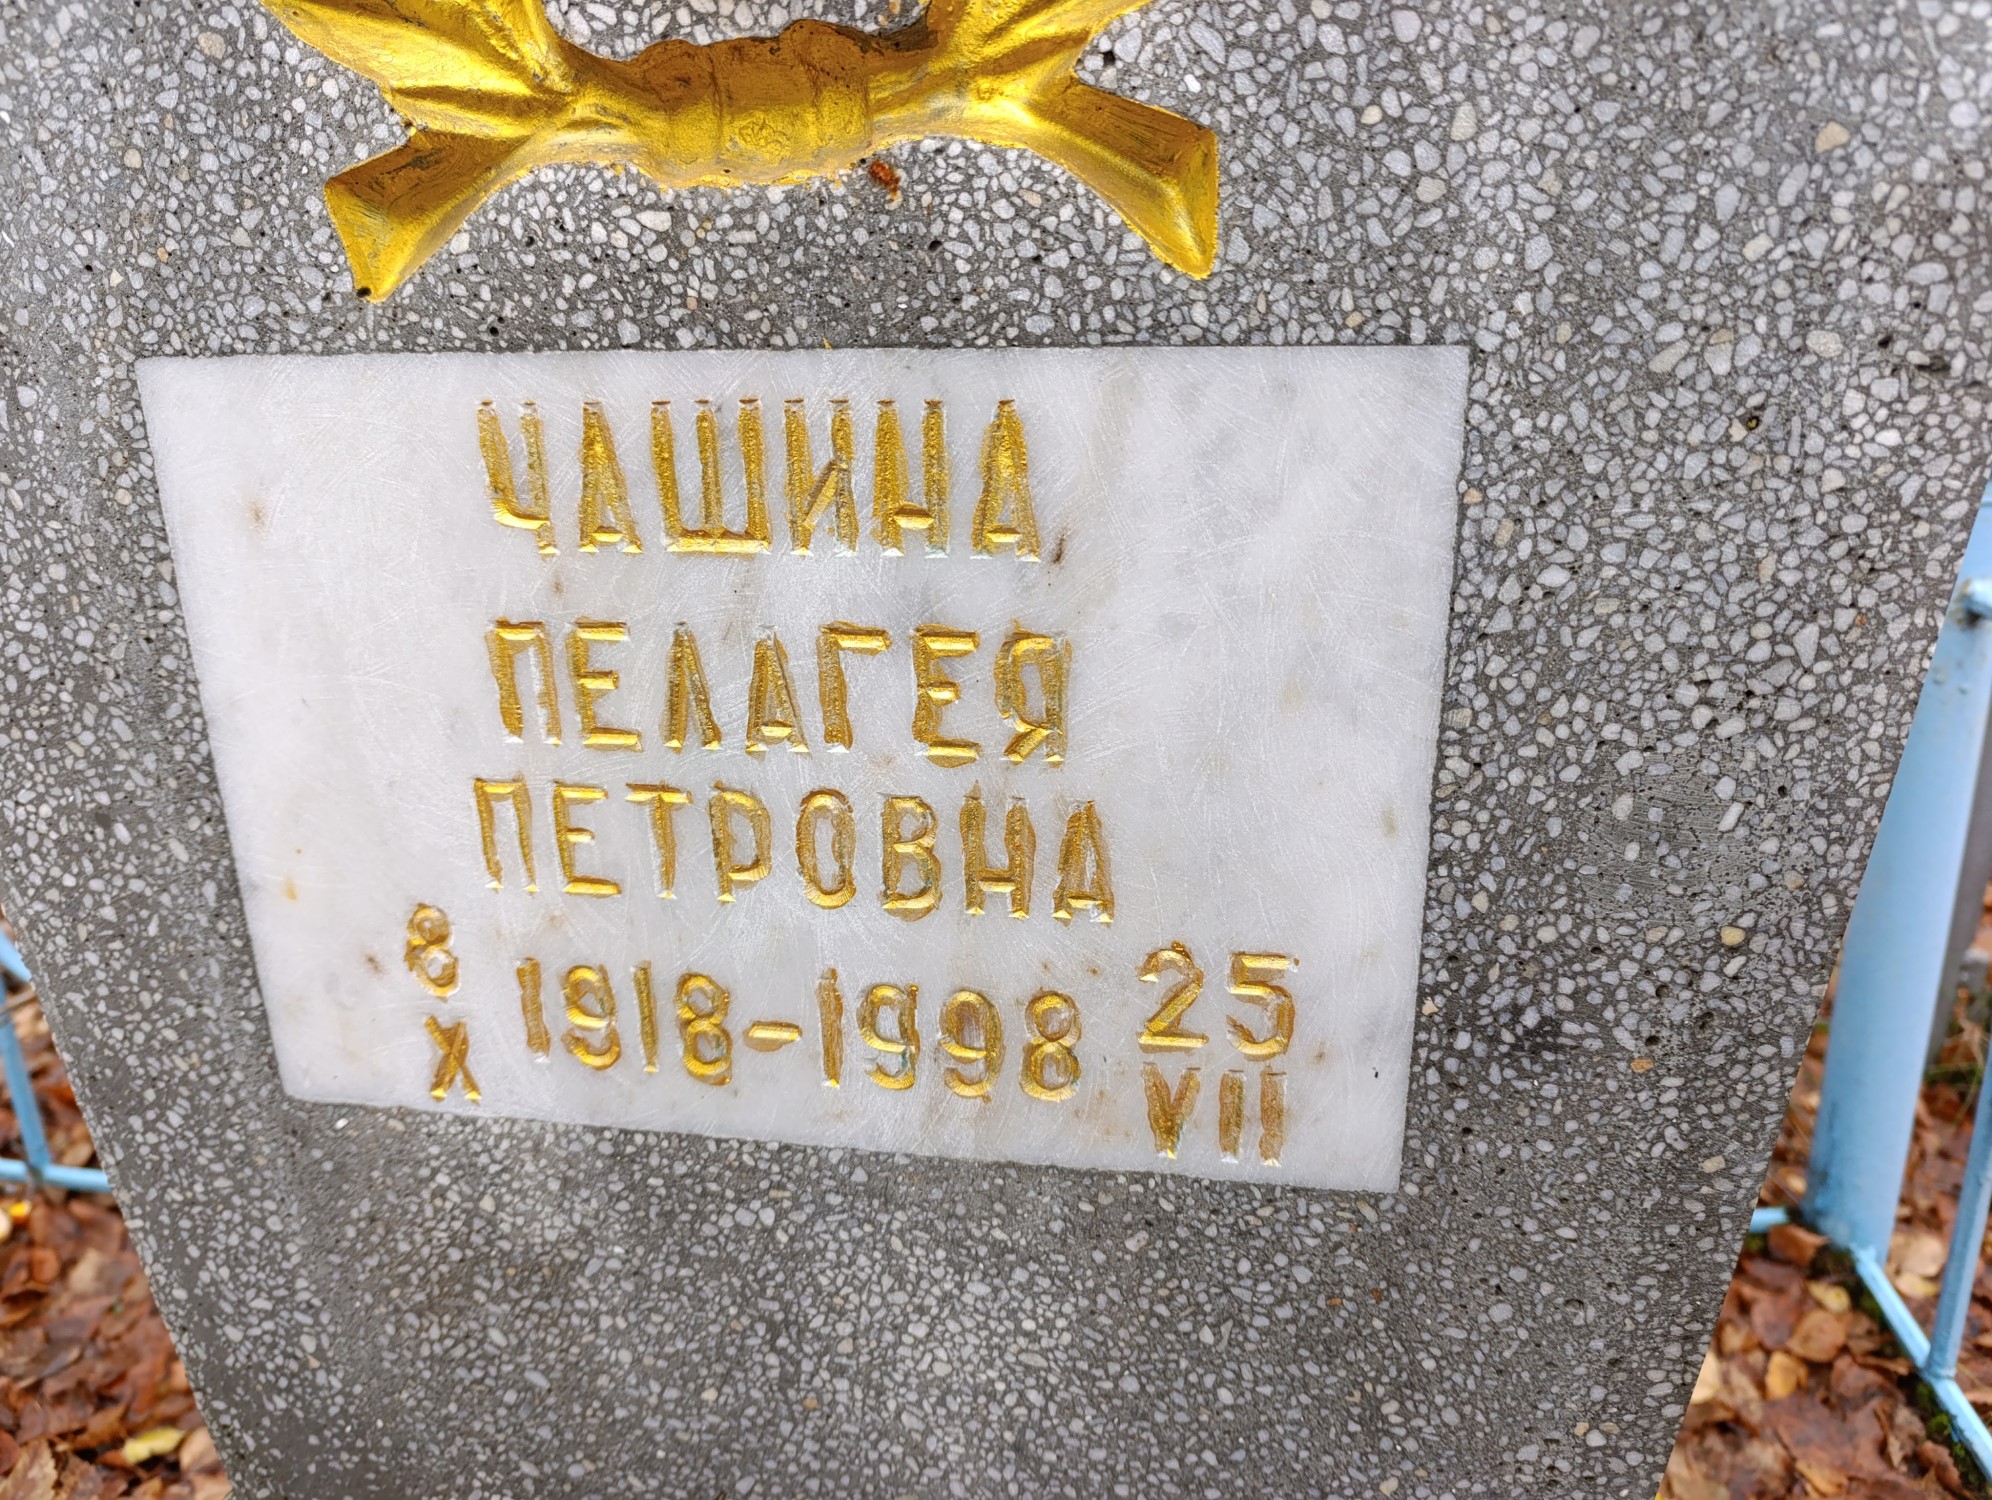 ЧАШИНА
ПЕЛАГЕЯ
ПЕТРОВНА
8 1918-1998 25
X VII